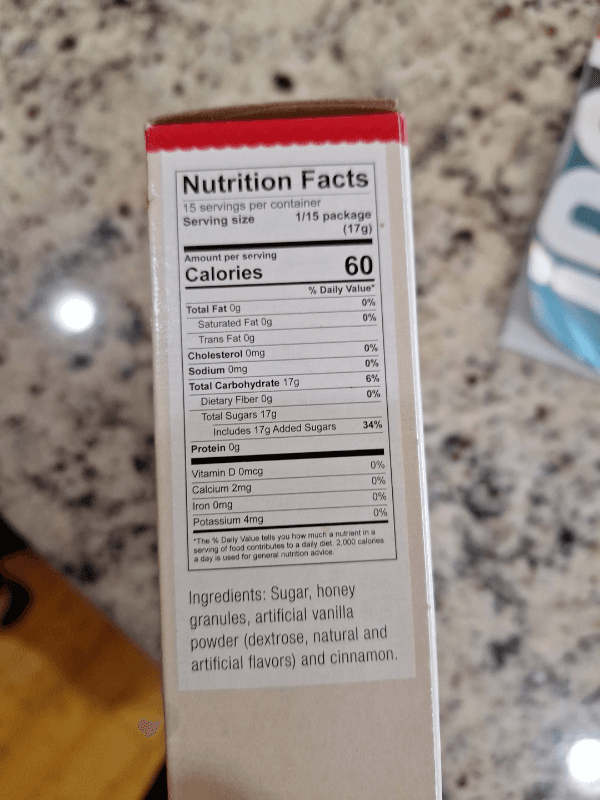 Nutrition Facts
15 servings per container
Serving size 1/15 package
(17g)
Amount per serving
Calories 60
% Daily Value*
Total Fat 0g 0%
Saturated Fat 0g 0%
Trans Fat 0g
Cholesterol 0mg 0%
Sodium 0mg 0%
Total Carbohydrate 17g 6%
Dietary Fiber 0g 0%
Total Sugars 17g
Includes 17g Added Sugars 34%
Protein 0g
Vitamin D 0mcg 0%
Calcium 2mg 0%
Iron 0mg 0%
Potassium 4mg 0%
*The % Daily Value tells you how much a nutrient in a
serving of food contributes to a daily diet. 2,000 calories
a day is used for general nutrition advice.
Ingredients: Sugar, honey
granules, artificial vanilla
powder (dextrose, natural and
artificial flavors) and cinnamon.